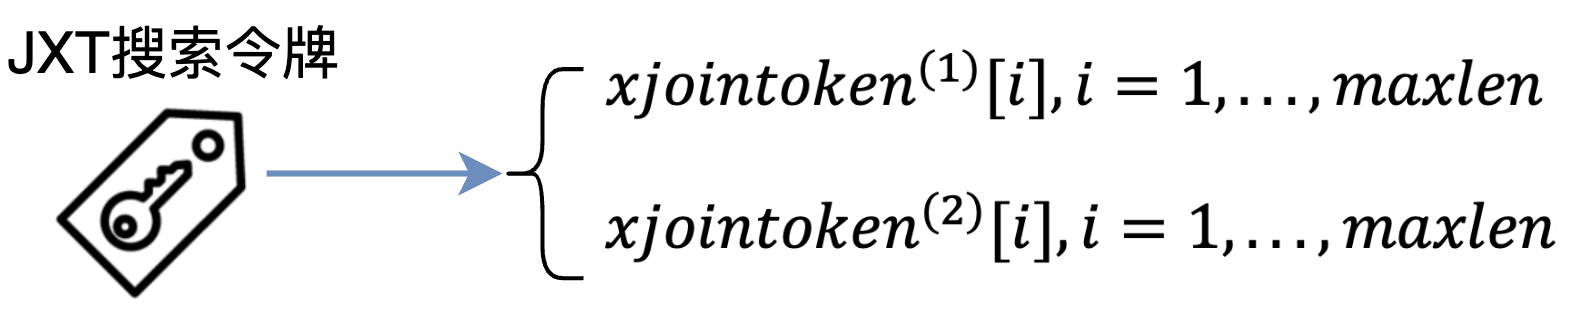 JXT搜索令牌
xjointoken^(1)[i], i = 1, . . . , maxlen
xjointoken^(2)[i], i = 1, . . . , maxlen